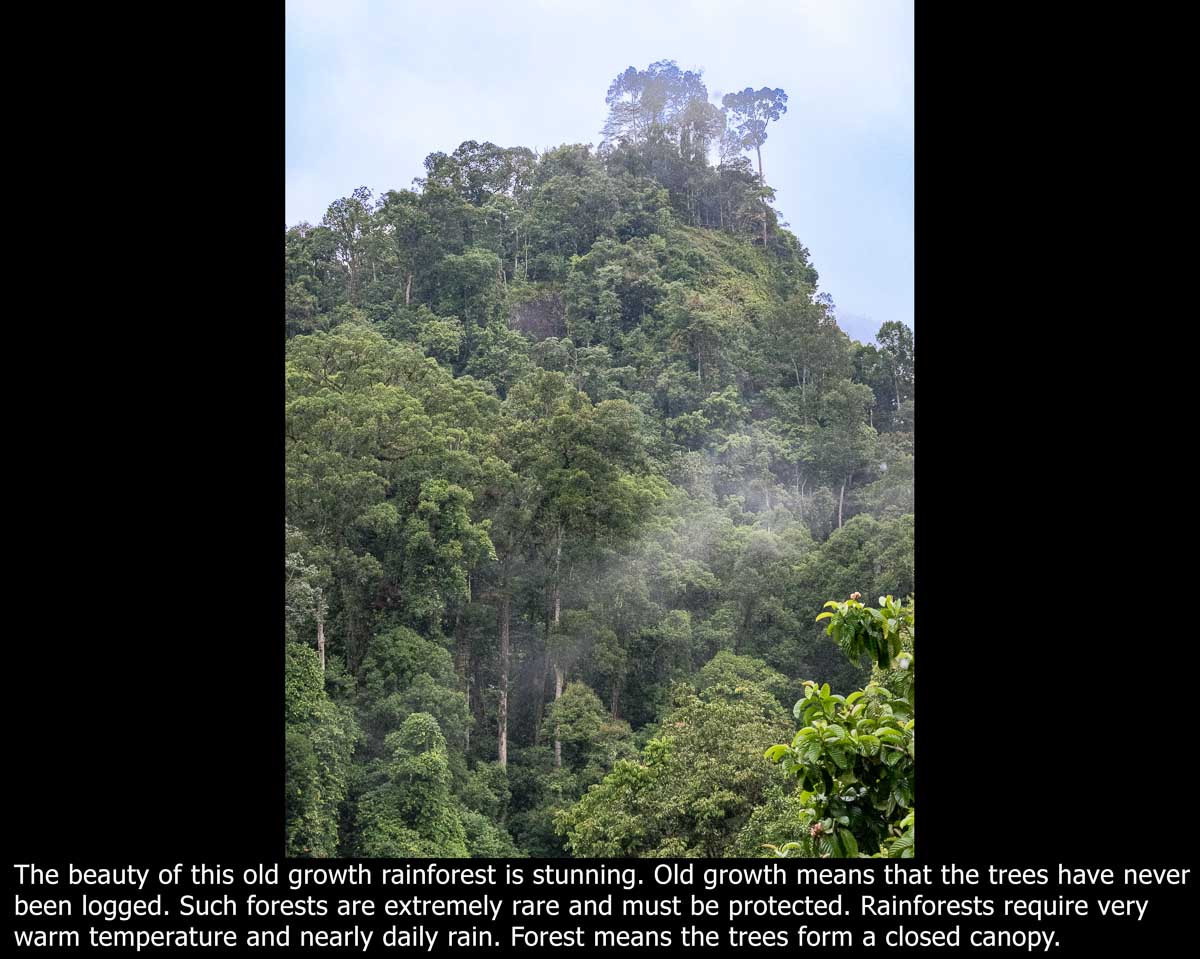 The beauty of this old growth rainforest is stunning. Old growth means that the trees have never
been logged. Such forests are extremely rare and must be protected. Rainforests require very
warm temperature and nearly daily rain. Forest means the trees form a closed canopy.